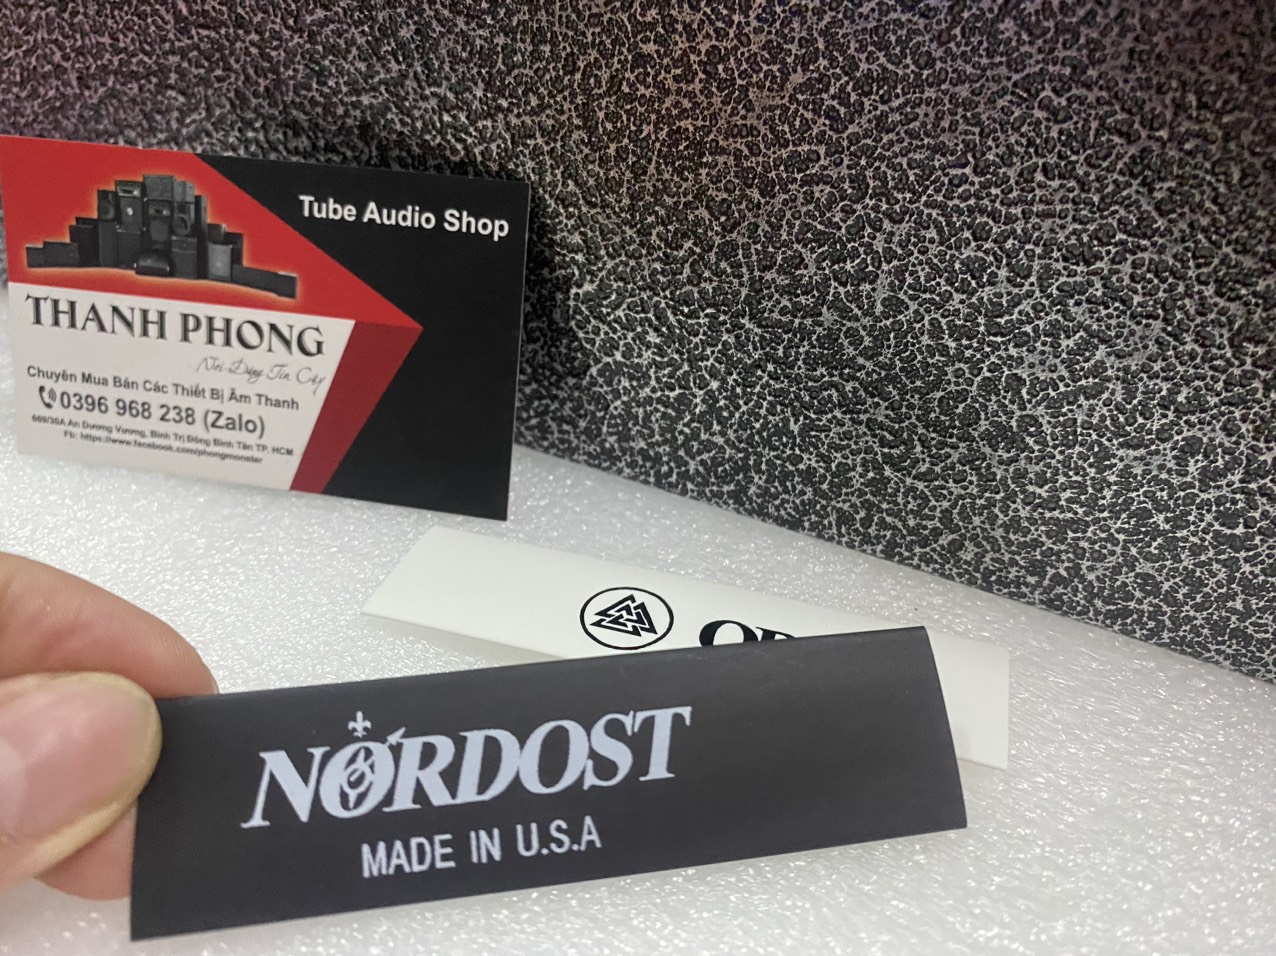 Tube Audio Shop
THANH PHONG
Nơi Đáng Tin Cậy
Chuyên Mua Bán Các Thiết Bị Âm Thanh
0396 968 238 (Zalo)
669/39A An Dương Vương, Bình Trị Đông Bình Tân TP. HCM
Fb: https://www.facebook.com/phongmonster
NORDOST
MADE IN U.S.A